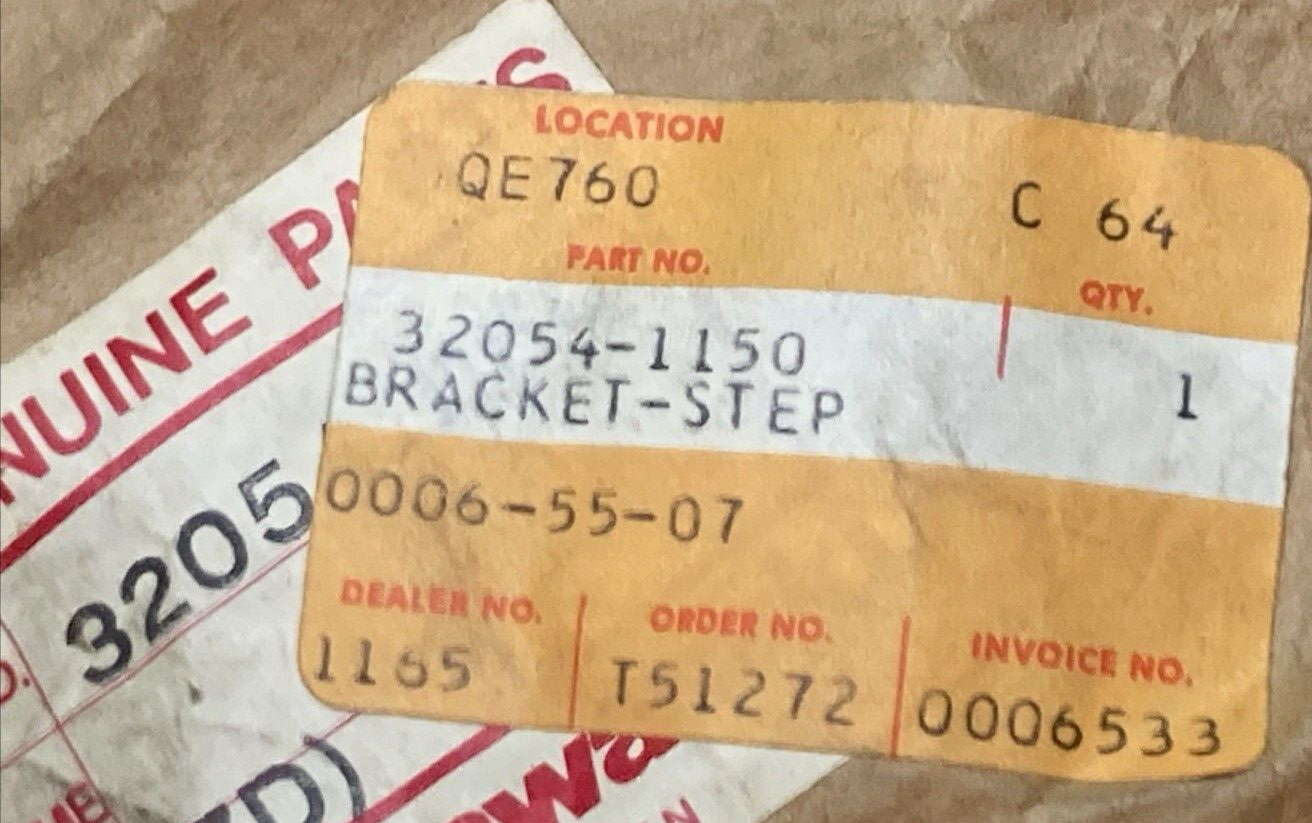 LOCATION
QE760 C 64
PART NO. QTY.
32054-1150 1
BRACKET-STEP
0006-55-07
DEALER NO. ORDER NO. INVOICE NO.
1165 T51272 0006533
NUINE PA
3205